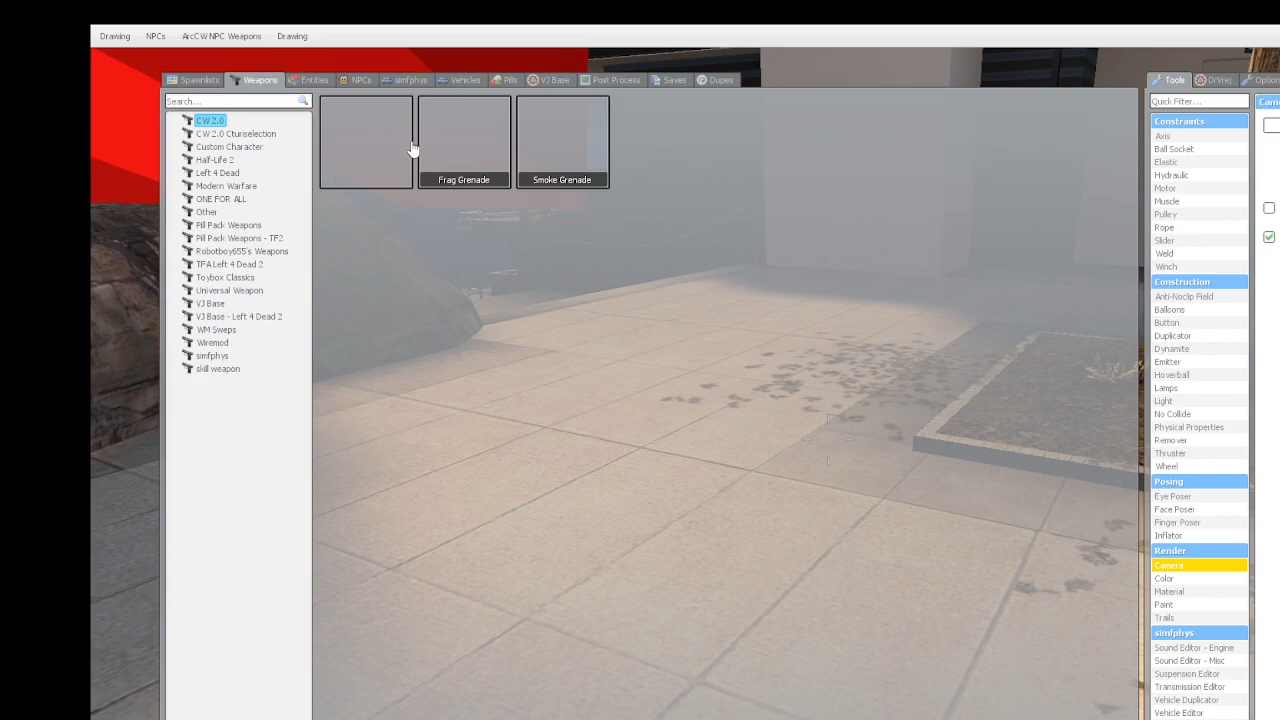 Drawing NPCs ArcCW NPC Weapons Drawing
Spawnlists Weapons Entities NPCs simfphys Vehicles Pills VJ Base Post Process Saves Dupes
Search...
CW 2.0
CW 2.0 Cturiselection
Custom Character
Half-Life 2
Left 4 Dead
Modern Warfare
ONE FOR ALL
Other
Pill Pack Weapons
Pill Pack Weapons - TF2
Robotboy655's Weapons
TFA Left 4 Dead 2
Toybox Classics
Universal Weapon
VJ Base
VJ Base - Left 4 Dead 2
WM Sweps
Wiremod
simfphys
skill weapon
Frag Grenade
Smoke Grenade
Tools DrVrej Option
Quick Filter...
Constraints
Axis
Ball Socket
Elastic
Hydraulic
Motor
Muscle
Pulley
Rope
Slider
Weld
Winch
Construction
Anti-Noclip Field
Balloons
Button
Duplicator
Dynamite
Emitter
Hoverball
Lamps
Light
No Collide
Physical Properties
Remover
Thruster
Wheel
Posing
Eye Poser
Face Poser
Finger Poser
Inflator
Render
Camera
Color
Material
Paint
Trails
simfphys
Sound Editor - Engine
Sound Editor - Misc
Suspension Editor
Transmission Editor
Vehicle Duplicator
Vehicle Editor
Cam